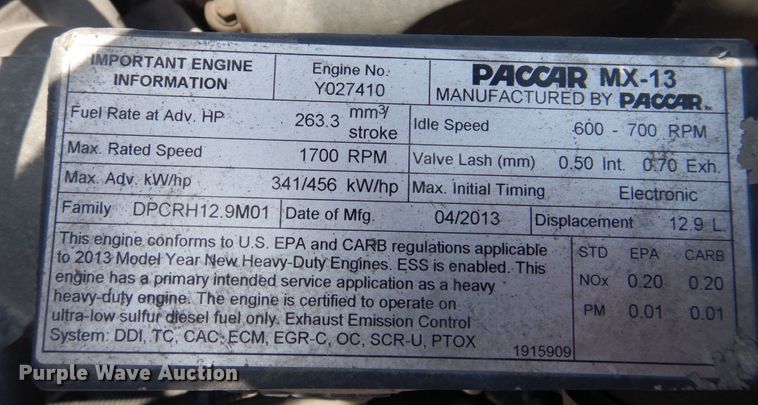 IMPORTANT ENGINE INFORMATION
Engine No. Y027410
PACCAR MX-13
MANUFACTURED BY PACCAR INC.
Fuel Rate at Adv. HP 263.3 mm³/stroke
Idle Speed 600 - 700 RPM
Max. Rated Speed 1700 RPM
Valve Lash (mm) 0.50 Int. 0.70 Exh.
Max. Adv. kW/hp 341/456 kW/hp
Max. Initial Timing Electronic
Family DPCRH12.9M01
Date of Mfg. 04/2013
Displacement 12.9 L
This engine conforms to U.S. EPA and CARB regulations applicable
to 2013 Model Year New Heavy-Duty Engines. ESS is enabled. This
engine has a primary intended service application as a heavy
heavy-duty engine. The engine is certified to operate on
ultra-low sulfur diesel fuel only. Exhaust Emission Control
System: DDI, TC, CAC, ECM, EGR-C, OC, SCR-U, PTOX
1915909
STD EPA CARB
NOx 0.20 0.20
PM 0.01 0.01
Purple Wave Auction